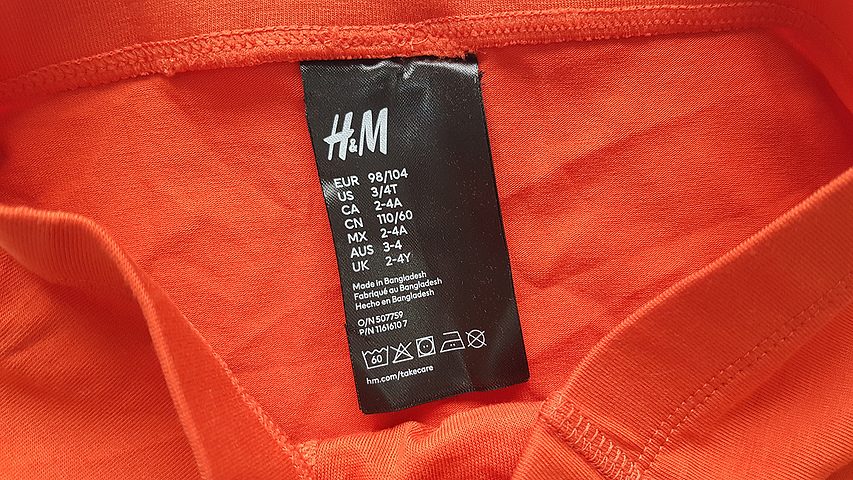 H&M
EUR 98/104
US 3/4T
CA 2-4A
CN 110/60
MX 2-4A
AUS 3-4
UK 2-4Y
Made in Bangladesh
Fabriqué au Bangladesh
Hecho en Bangladesh
O/N 507759
P/N 1161610 7
60
hm.com/takecare